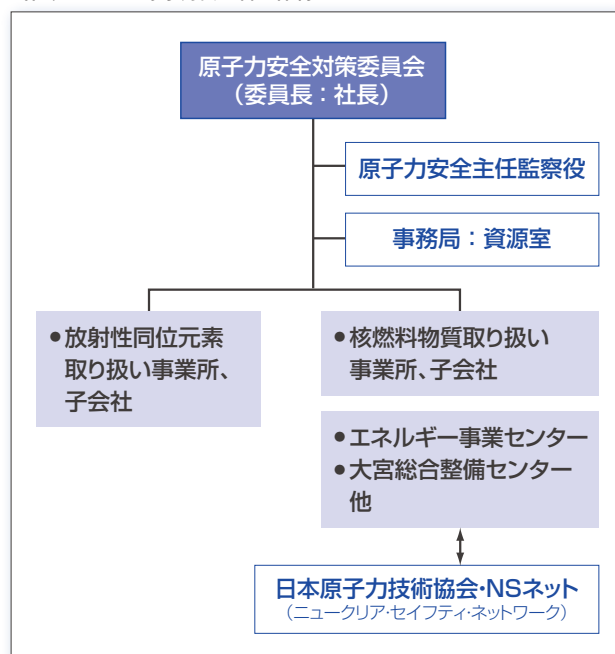 原子力安全対策委員会
（委員長：社長）
原子力安全主任監察役
事務局：資源室
●放射性同位元素
取り扱い事業所、
子会社
●核燃料物質取り扱い
事業所、子会社
●エネルギー事業センター
●大宮総合整備センター
他
日本原子力技術協会・NSネット
（ニュークリア・セイフティ・ネットワーク）